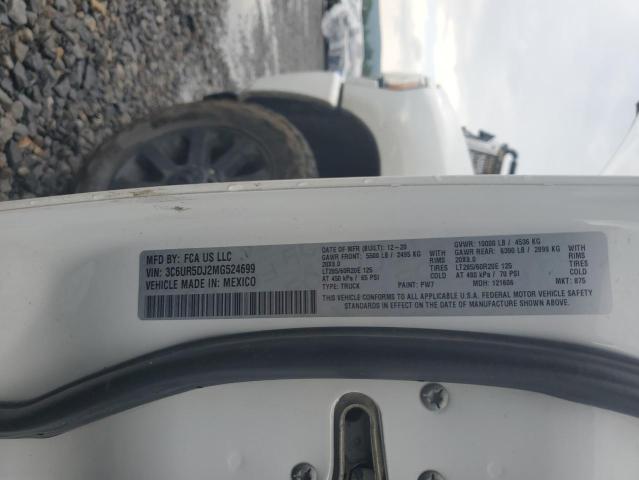 MFD BY: FCA US LLC
VIN: 3C6UR5DJ2MG524699
VEHICLE MADE IN: MEXICO
DATE OF MFR (BUILT): 12-20
GAWR FRONT: 5500 LB / 2495 KG
20X8.0
LT285/60R20E 125
AT 450 kPa / 65 PSI
TYPE: TRUCK
WITH
TIRES
RIMS
COLD
PAINT: PW7
GVWR: 10000 LB / 4536 KG
GAWR REAR: 6390 LB / 2899 KG
20X8.0
LT285/60R20E 125
AT 480 kPa / 70 PSI
MDH: 121606
WITH
TIRES
RIMS
COLD
MKT: 875
THIS VEHICLE CONFORMS TO ALL APPLICABLE U.S.A. FEDERAL MOTOR VEHICLE SAFETY
STANDARDS IN EFFECT ON THE DATE OF MANUFACTURE SHOWN ABOVE.